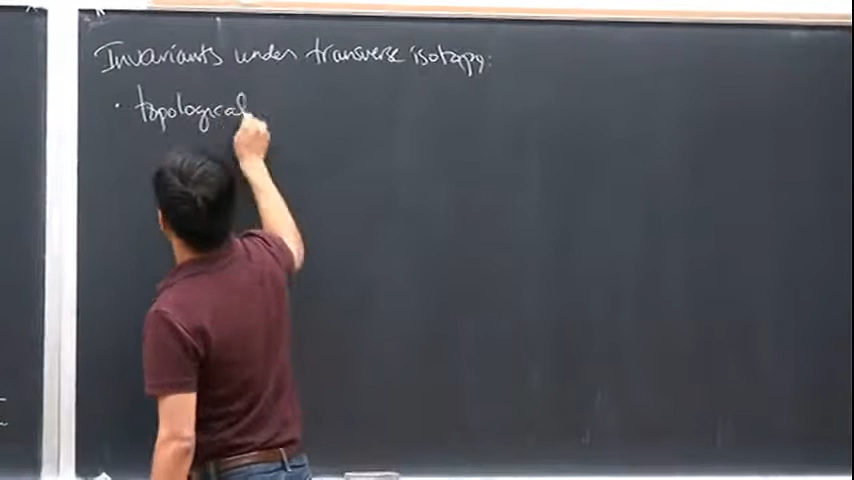 Invariants under transverse isotopy:
• topological